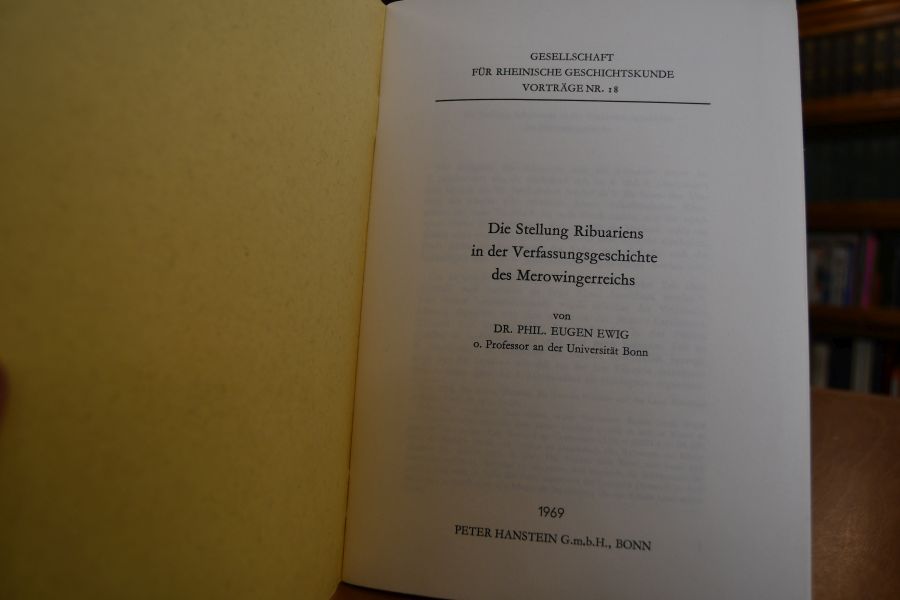 GESELLSCHAFT
FÜR RHEINISCHE GESCHICHTSKUNDE
VORTRÄGE NR. 18
Die Stellung Ribuariens
in der Verfassungsgeschichte
des Merowingerreichs
von
DR. PHIL. EUGEN EWIG
o. Professor an der Universität Bonn
1969
PETER HANSTEIN G.m.b.H., BONN